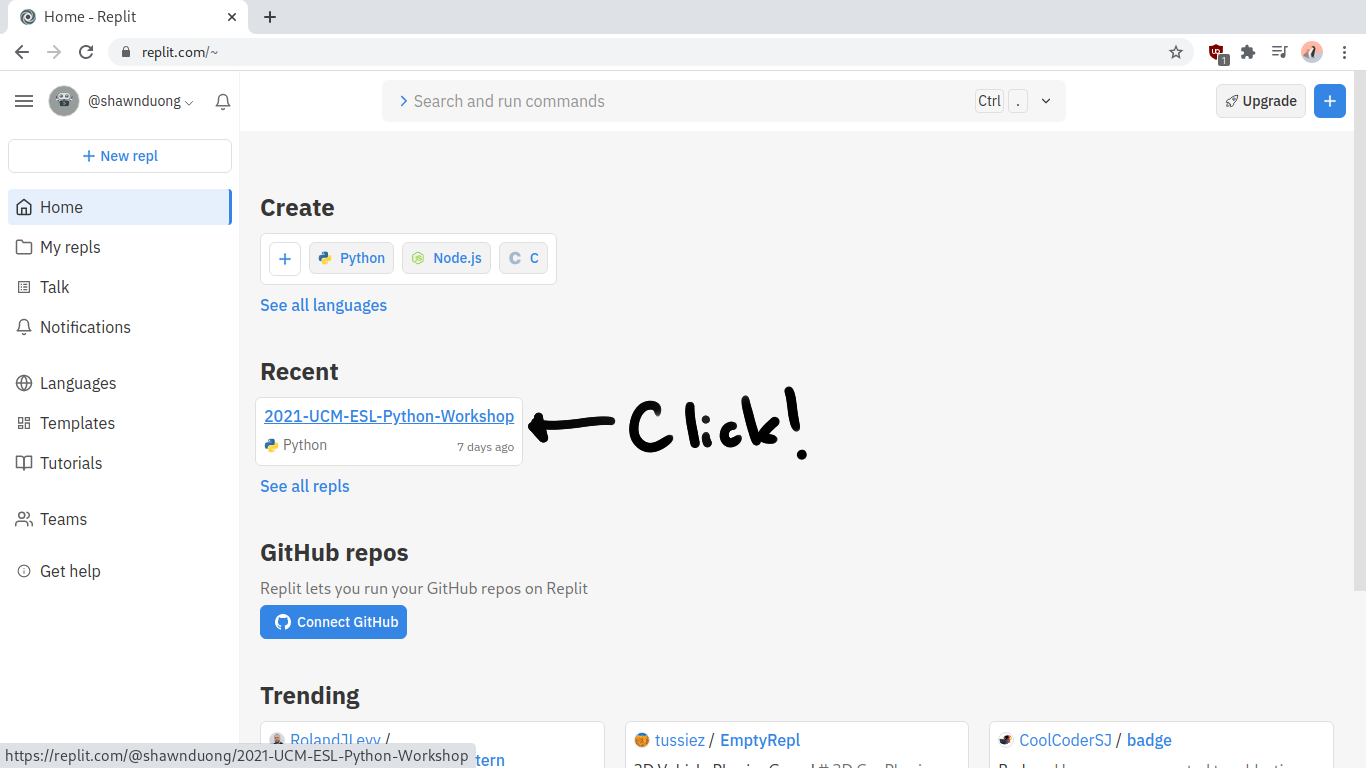 Home - Replit
replit.com/~
1
@shawnduong
Search and run commands
Ctrl .
Upgrade
New repl
Home
My repls
Talk
Notifications
Languages
Templates
Tutorials
Teams
Get help
Create
Python Node.js C
See all languages
Recent
2021-UCM-ESL-Python-Workshop
Python 7 days ago
Click!
See all repls
GitHub repos
Replit lets you run your GitHub repos on Replit
Connect GitHub
Trending
RolandJLevy /
tern
tussiez / EmptyRepl
CoolCoderSJ / badge
https://replit.com/@shawnduong/2021-UCM-ESL-Python-Workshop